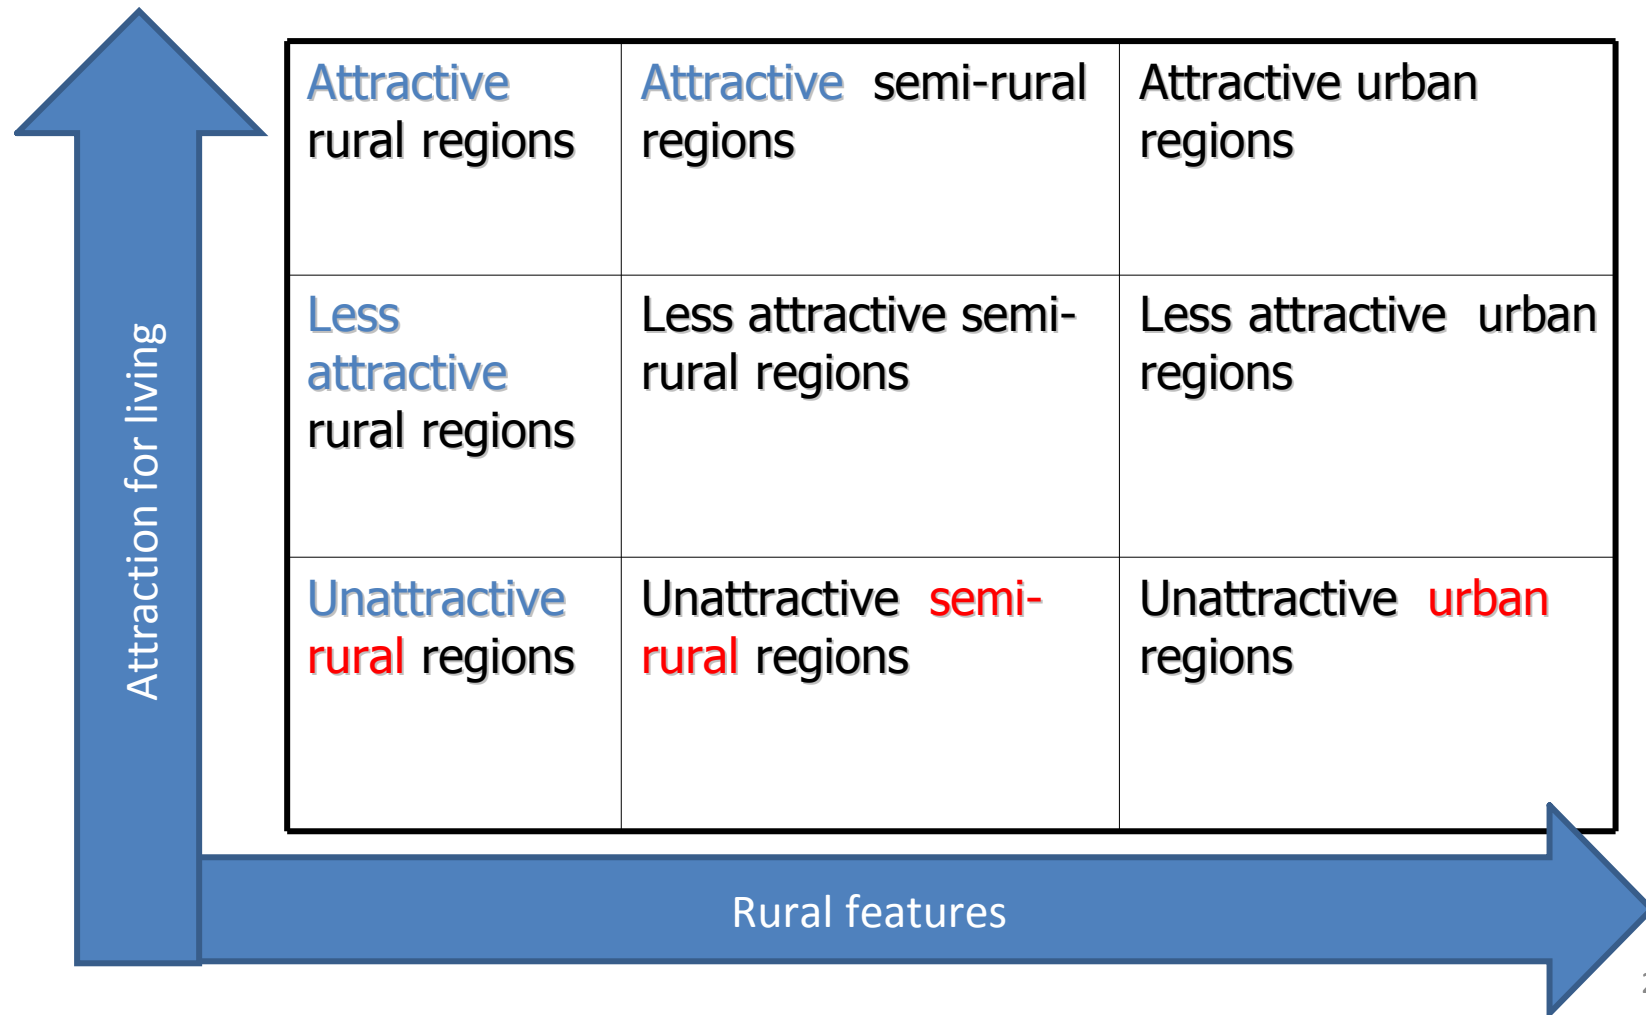 Attractive
rural regions
Attractive semi-rural
regions
Attractive urban
regions
Less
attractive
rural regions
Less attractive semi-
rural regions
Less attractive urban
regions
Unattractive
rural regions
Unattractive semi-
rural regions
Unattractive urban
regions
Attraction for living
Rural features